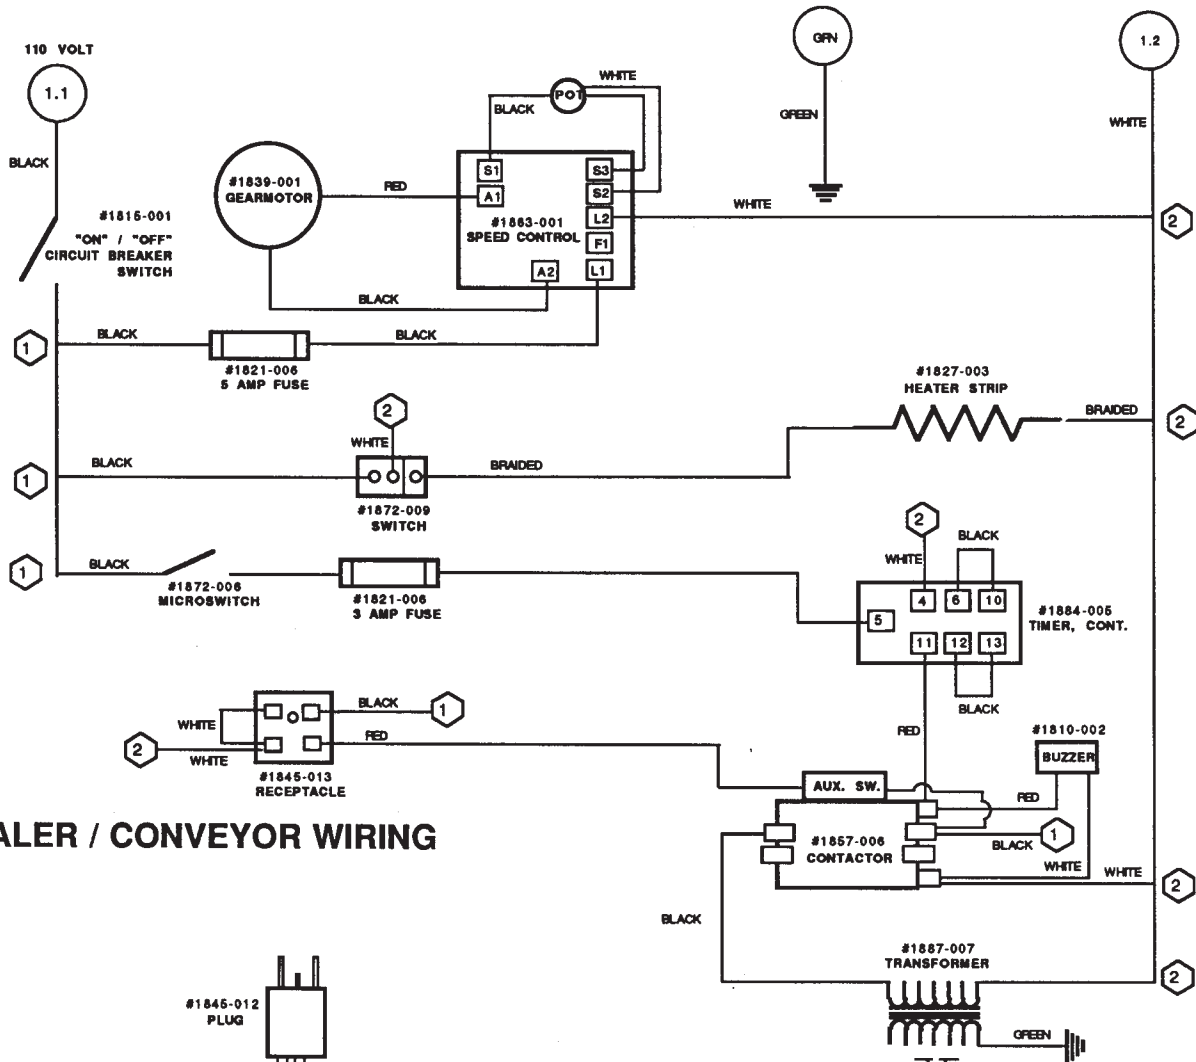 110 VOLT
1.1
GRN
1.2
WHITE
POT
BLACK
GREEN
WHITE
BLACK
#1839-001
GEARMOTOR
RED
S1
A1
S3
S2
L2
F1
L1
A2
#1863-001
SPEED CONTROL
WHITE
2
#1815-001
"ON" / "OFF"
CIRCUIT BREAKER
SWITCH
BLACK
1
BLACK
BLACK
#1821-006
5 AMP FUSE
#1827-003
HEATER STRIP
BRAIDED
2
2
WHITE
1
BLACK
BRAIDED
#1872-009
SWITCH
2
WHITE
BLACK
1
BLACK
#1872-006
MICROSWITCH
#1821-006
3 AMP FUSE
4
6
10
5
11
12
13
#1884-005
TIMER, CONT.
BLACK
WHITE
BLACK
1
2
WHITE
RED
#1845-013
RECEPTACLE
RED
#1810-002
BUZZER
AUX. SW.
RED
#1857-006
CONTACTOR
BLACK
1
WHITE
WHITE
2
ALER / CONVEYOR WIRING
BLACK
#1887-007
TRANSFORMER
2
#1845-012
PLUG
GREEN